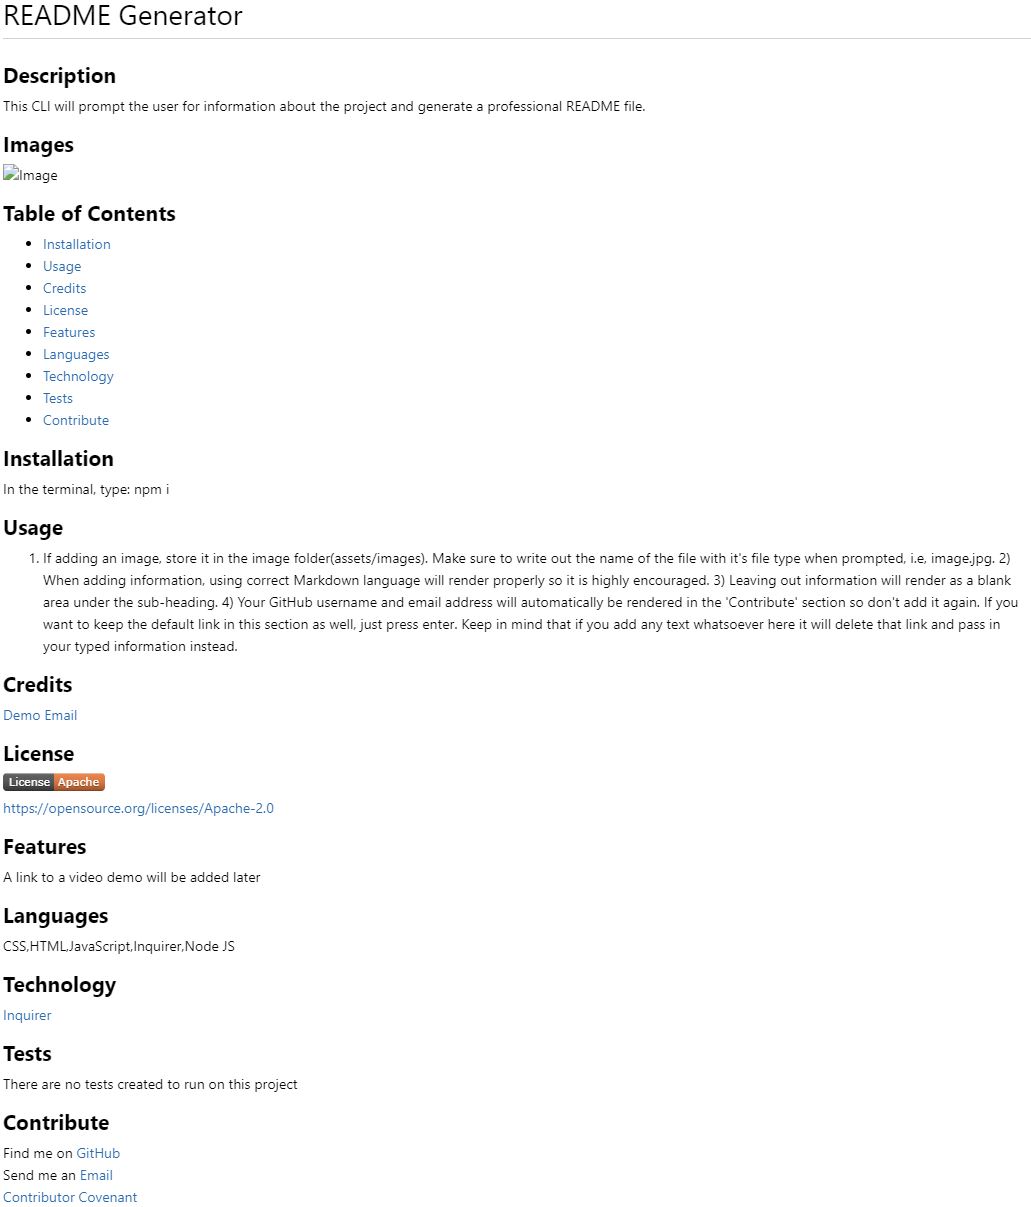 README Generator
Description
This CLI will prompt the user for information about the project and generate a professional README file.
Images
Image
Table of Contents
Installation
Usage
Credits
License
Features
Languages
Technology
Tests
Contribute
Installation
In the terminal, type: npm i
Usage
1. If adding an image, store it in the image folder(assets/images). Make sure to write out the name of the file with it's file type when prompted, i.e, image.jpg. 2)
When adding information, using correct Markdown language will render properly so it is highly encouraged. 3) Leaving out information will render as a blank
area under the sub-heading. 4) Your GitHub username and email address will automatically be rendered in the 'Contribute' section so don't add it again. If you
want to keep the default link in this section as well, just press enter. Keep in mind that if you add any text whatsoever here it will delete that link and pass in
your typed information instead.
Credits
Demo Email
License
License Apache
https://opensource.org/licenses/Apache-2.0
Features
A link to a video demo will be added later
Languages
CSS,HTML,JavaScript,Inquirer,Node JS
Technology
Inquirer
Tests
There are no tests created to run on this project
Contribute
Find me on GitHub
Send me an Email
Contributor Covenant